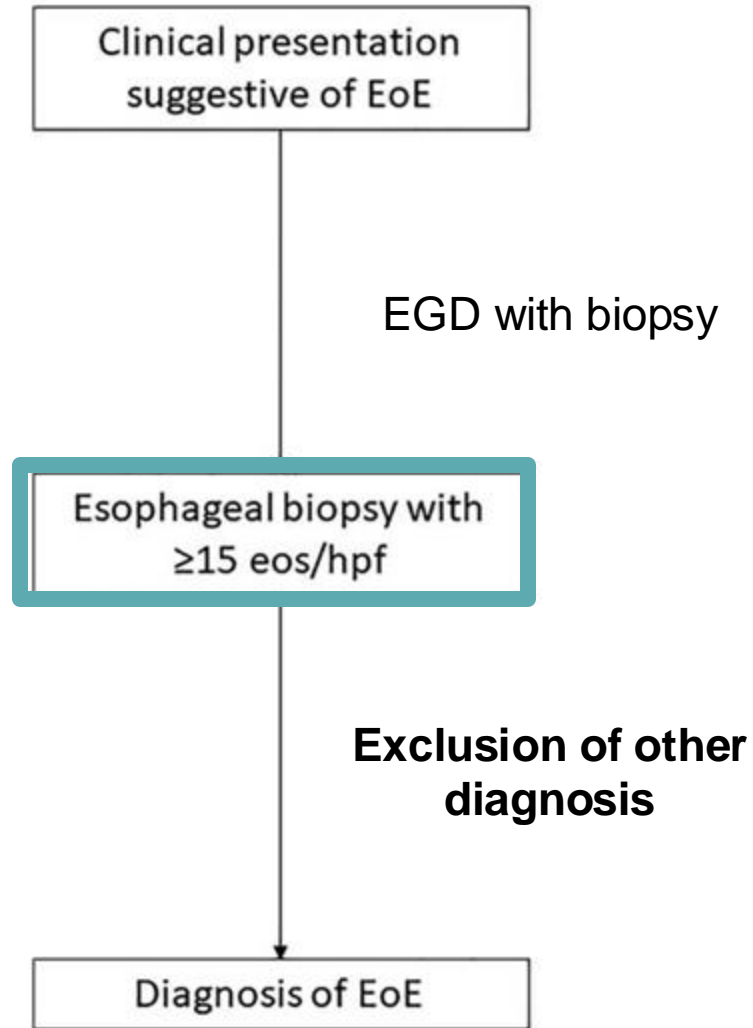 Clinical presentation
suggestive of EoE
EGD with biopsy
Esophageal biopsy with
≥15 eos/hpf
Exclusion of other
diagnosis
Diagnosis of EoE